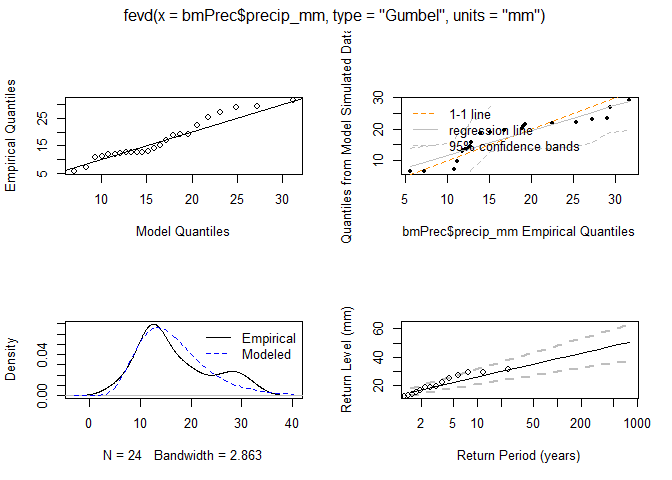 fevd(x = bmPrec$precip_mm, type = "Gumbel", units = "mm")
Empirical Quantiles
5 15 25
10 15 20 25 30
Model Quantiles
Quantiles from Model Simulated Data
10 20 30
1-1 line
regression line
95% confidence bands
5 10 15 20 25 30
bmPrec$precip_mm Empirical Quantiles
Density
0.00 0.04
Empirical
Modeled
0 10 20 30 40
N = 24 Bandwidth = 2.863
Return Level (mm)
20 40 60
2 5 10 50 200 1000
Return Period (years)